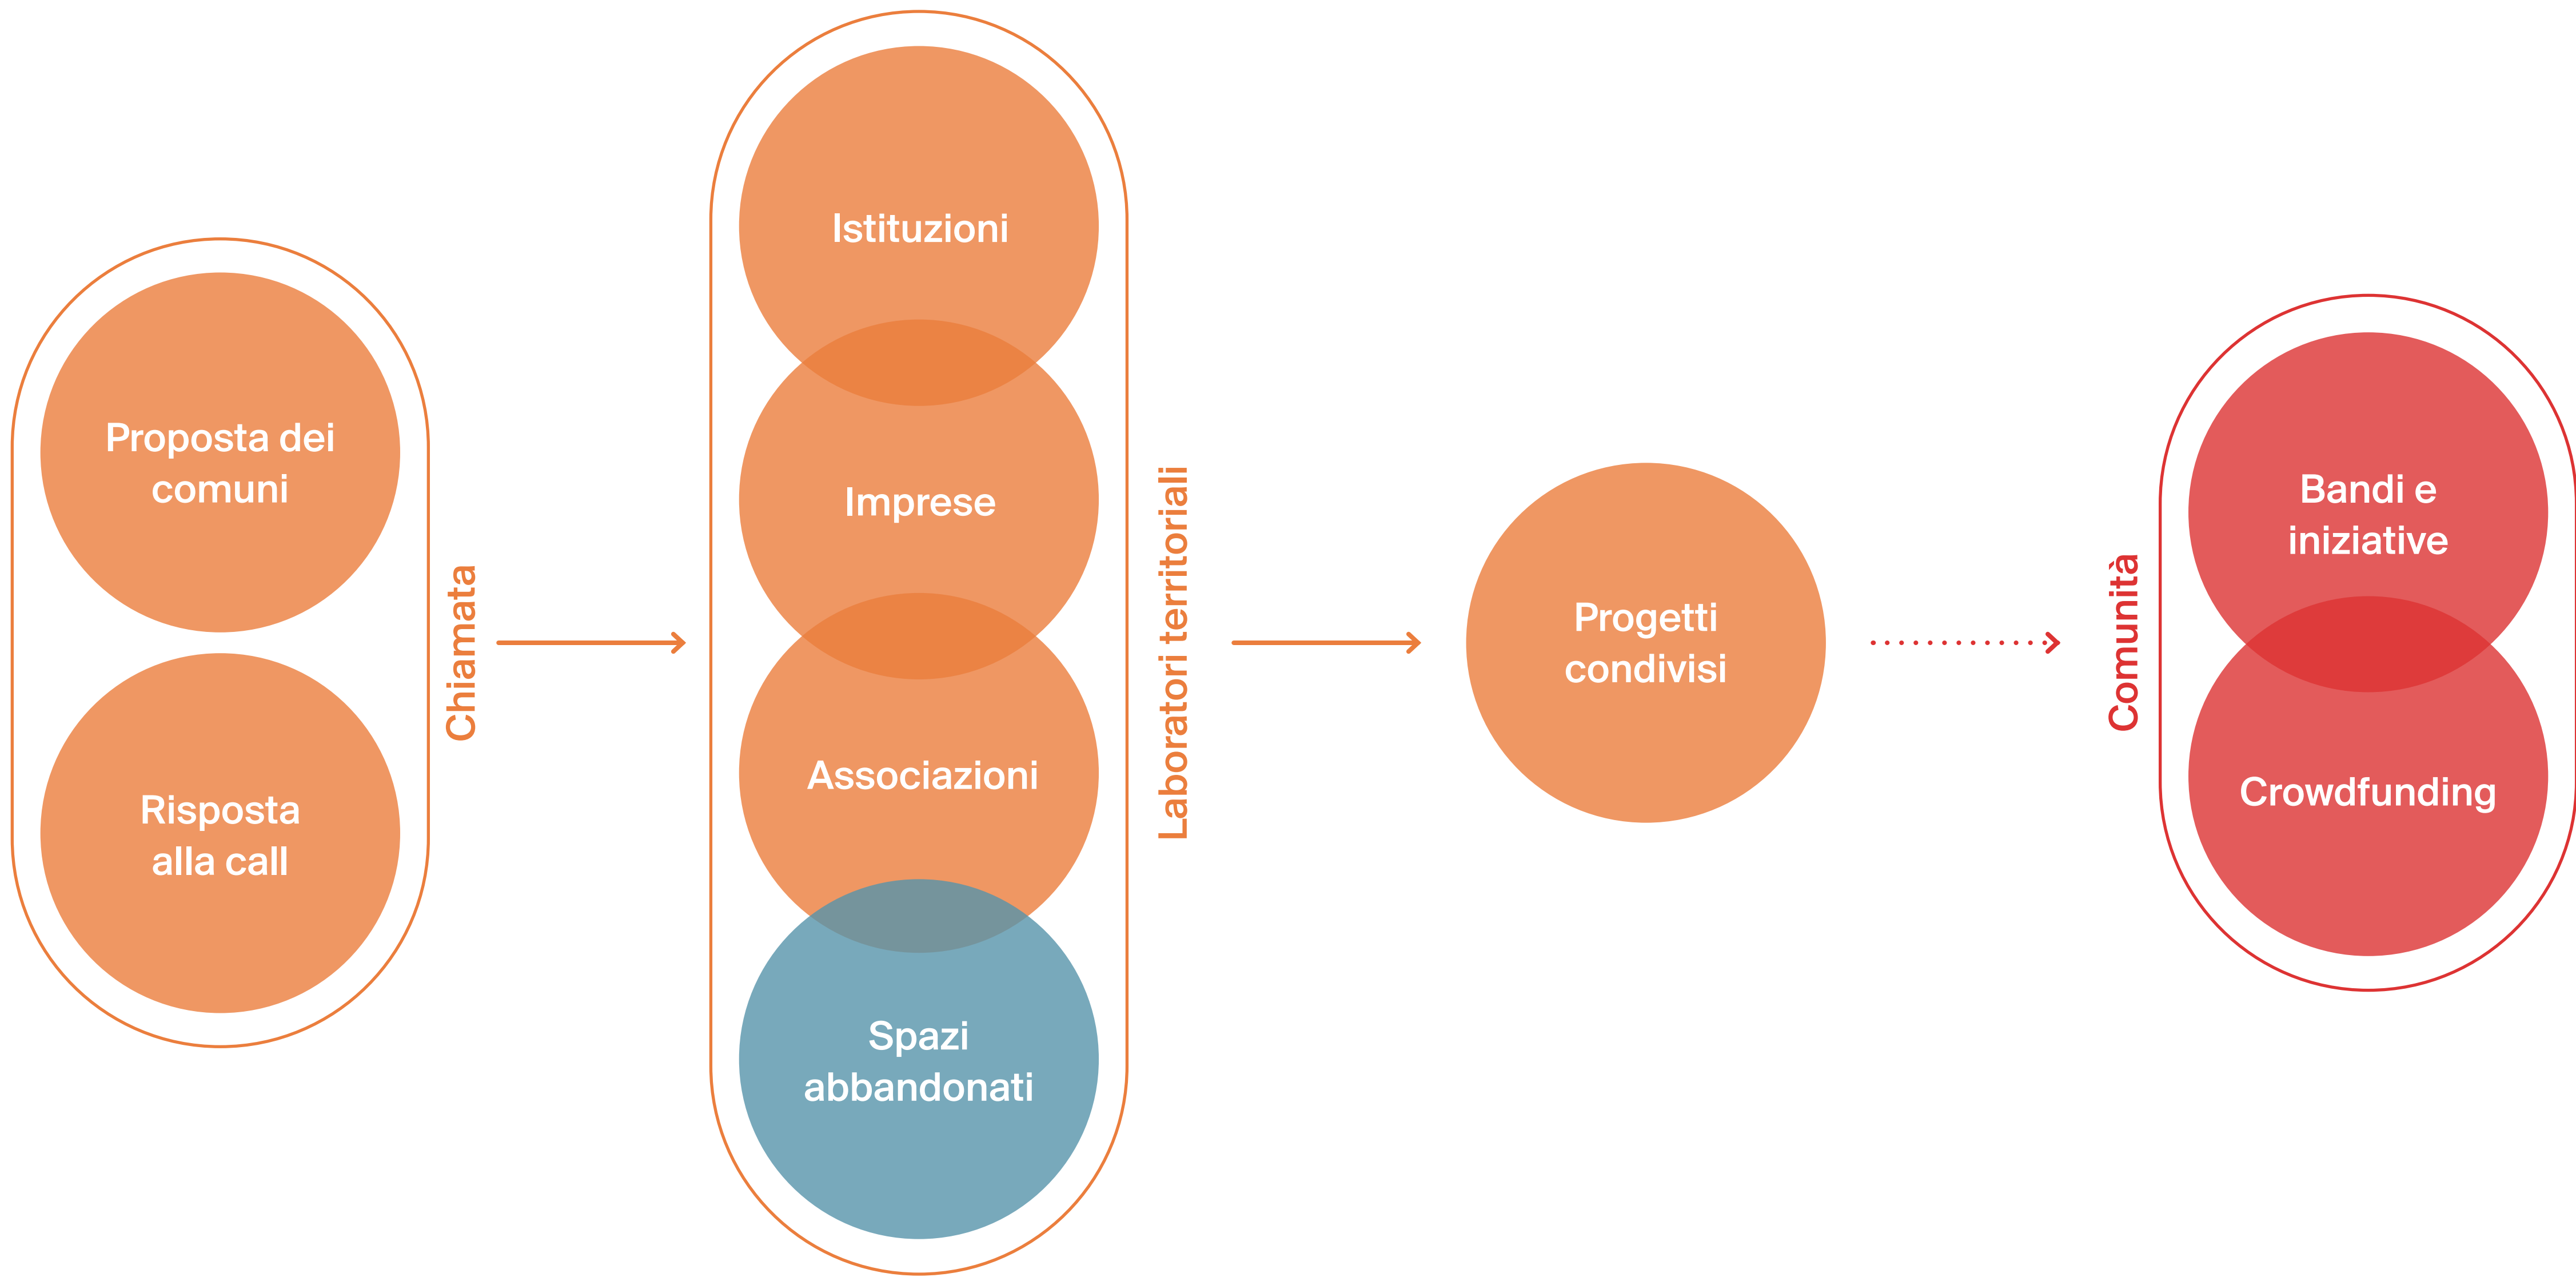 Proposta dei
comuni
Risposta
alla call
Chiamata
Istituzioni
Imprese
Associazioni
Spazi
abbandonati
Laboratori territoriali
Progetti
condivisi
Comunità
Bandi e
iniziative
Crowdfunding